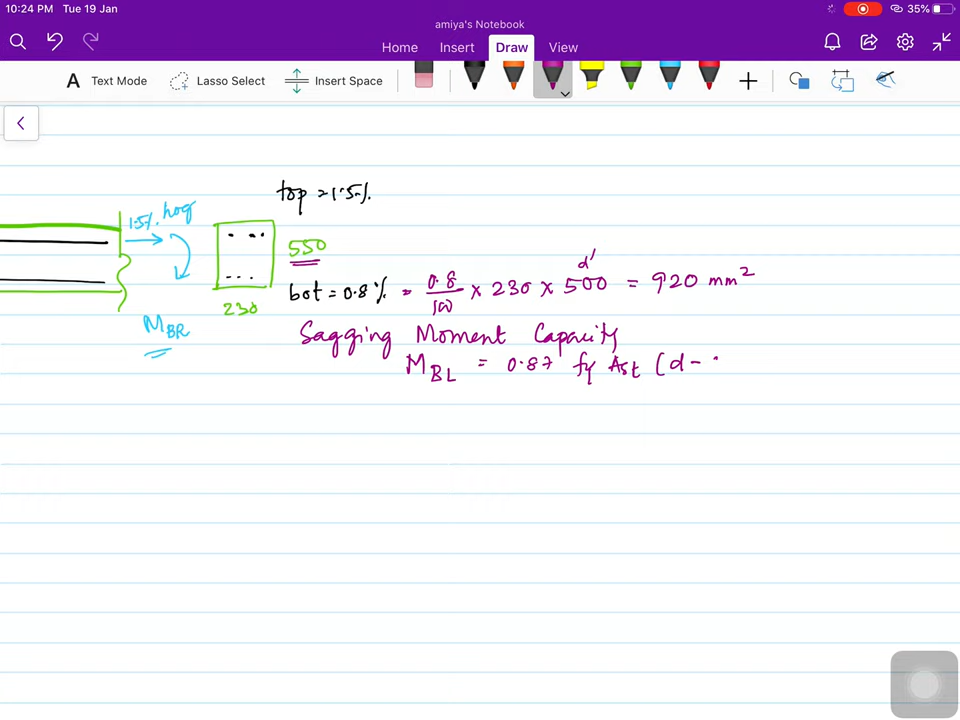 10:24 PM Tue 19 Jan
35%
amiya's Notebook
Home Insert Draw View
Text Mode Lasso Select Insert Space
top = 1.5%
1.5% hog
550
d'
bot = 0.8% = 0.8/100 × 230 × 500 = 920 mm²
230
MBR
Sagging Moment Capacity
MBL = 0.87 fy Ast (d -